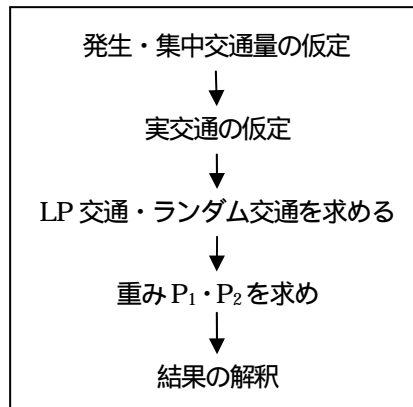 発生・集中交通量の仮定
実交通の仮定
LP 交通・ランダム交通を求める
重み P₁・P₂ を求め
結果の解釈